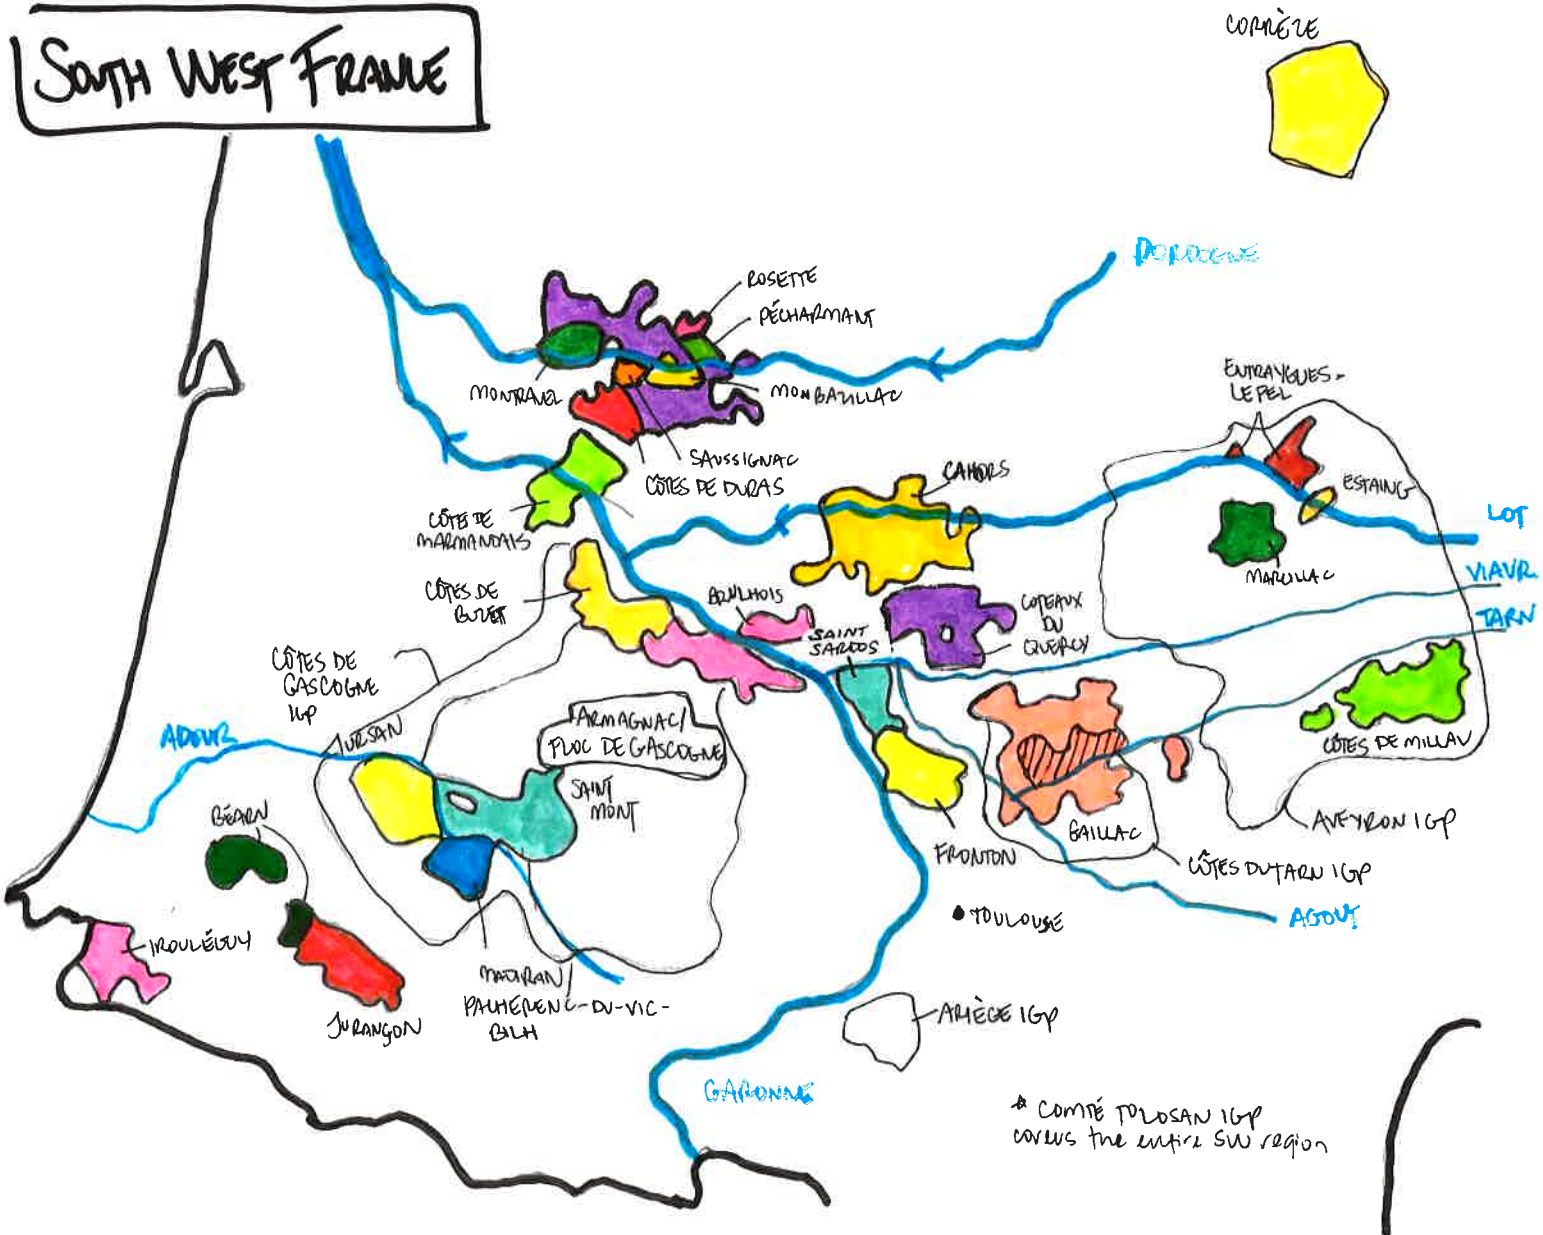 SOUTH WEST FRANCE
CORRÈZE
DORDOGNE
ROSETTE
PÉCHARMANT
MONTRAVEL
MONBAZILLAC
SAUSSIGNAC
CÔTES DE DURAS
ENTRAYGUES-
LE FEL
ESTAING
CAHORS
LOT
CÔTES DE
MARMANDAIS
MARCILLAC
VIAUR
TARN
CÔTES DE
BUZET
BRULHOIS
SAINT
SARDOS
COTEAUX
DU
QUERCY
CÔTES DE
GASCOGNE
IGP
ADOUR
TURSAN
ARMAGNAC/
FLOC DE GASCOGNE
SAINT
MONT
CÔTES DE MILLAU
BÉARN
AVEYRON IGP
GAILLAC
FRONTON
CÔTES DU TARN IGP
TOULOUSE
AGOUT
IROULÉGUY
MADIRAN/
PACHERENC-DU-VIC-
BILH
JURANÇON
ARIÈGE IGP
GARONNE
* COMTÉ TOLOSAN IGP
covers the entire SW region